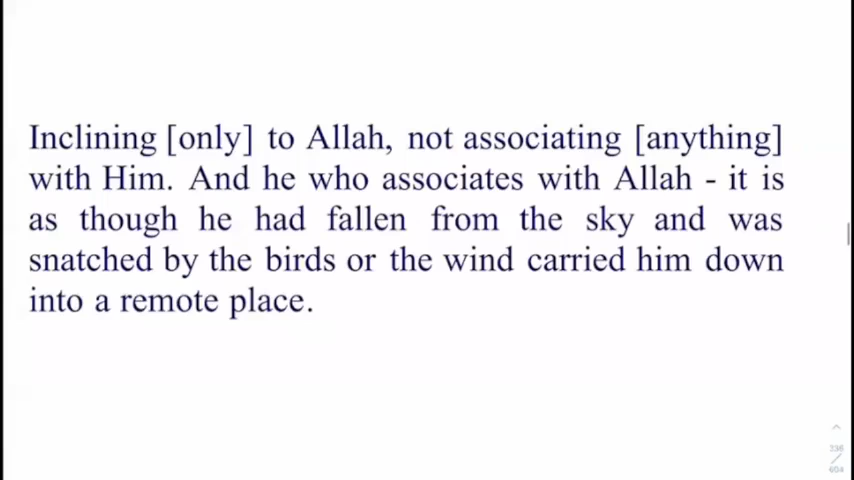 Inclining [only] to Allah, not associating [anything]
with Him. And he who associates with Allah - it is
as though he had fallen from the sky and was
snatched by the birds or the wind carried him down
into a remote place.
236
/
604